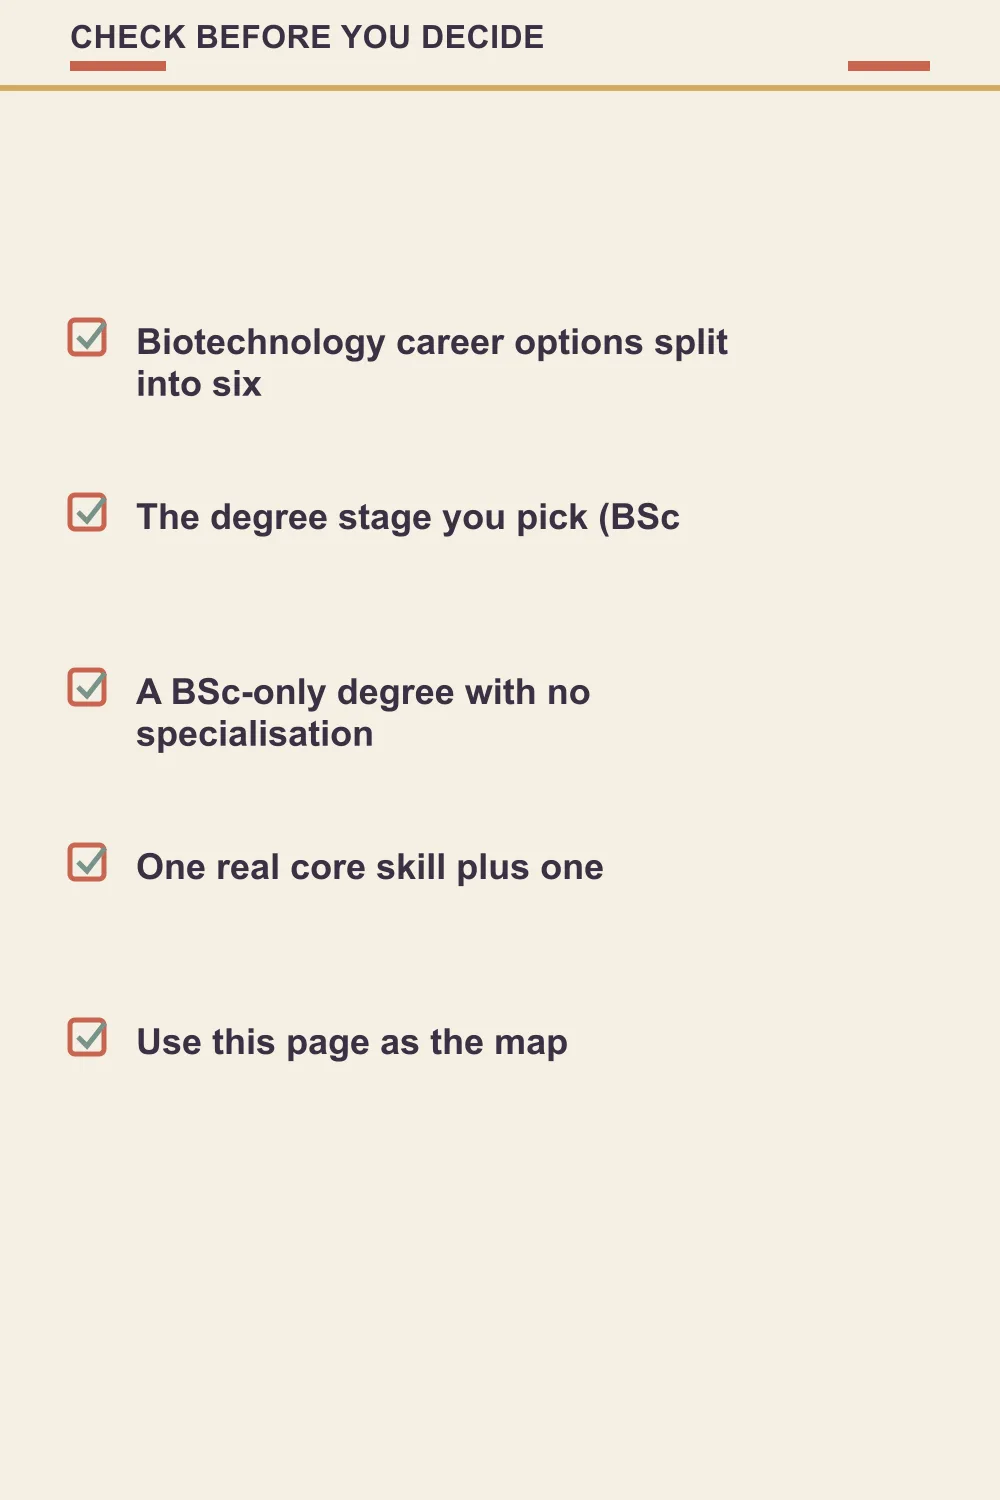 CHECK BEFORE YOU DECIDE
Biotechnology career options split
into six
The degree stage you pick (BSc
A BSc-only degree with no
specialisation
One real core skill plus one
Use this page as the map